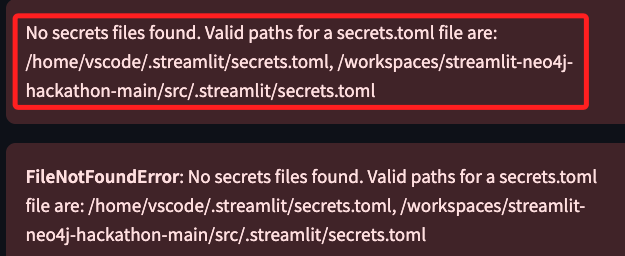 No secrets files found. Valid paths for a secrets.toml file are:
/home/vscode/.streamlit/secrets.toml, /workspaces/streamlit-neo4j-
hackathon-main/src/.streamlit/secrets.toml
FileNotFoundError: No secrets files found. Valid paths for a secrets.toml
file are: /home/vscode/.streamlit/secrets.toml, /workspaces/streamlit-
neo4j-hackathon-main/src/.streamlit/secrets.toml